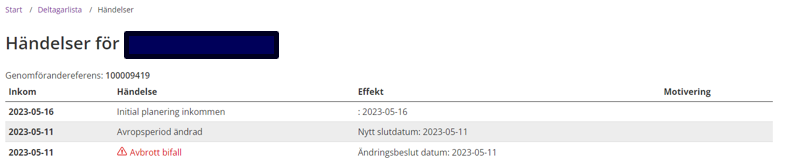 Start / Deltagarlista / Händelser
Händelser för
Genomförandereferens: 100009419
Inkom Händelse Effekt Motivering
2023-05-16 Initial planering inkommen : 2023-05-16
2023-05-11 Avropsperiod ändrad Nytt slutdatum: 2023-05-11
2023-05-11 Avbrott bifall Ändringsbeslut datum: 2023-05-11